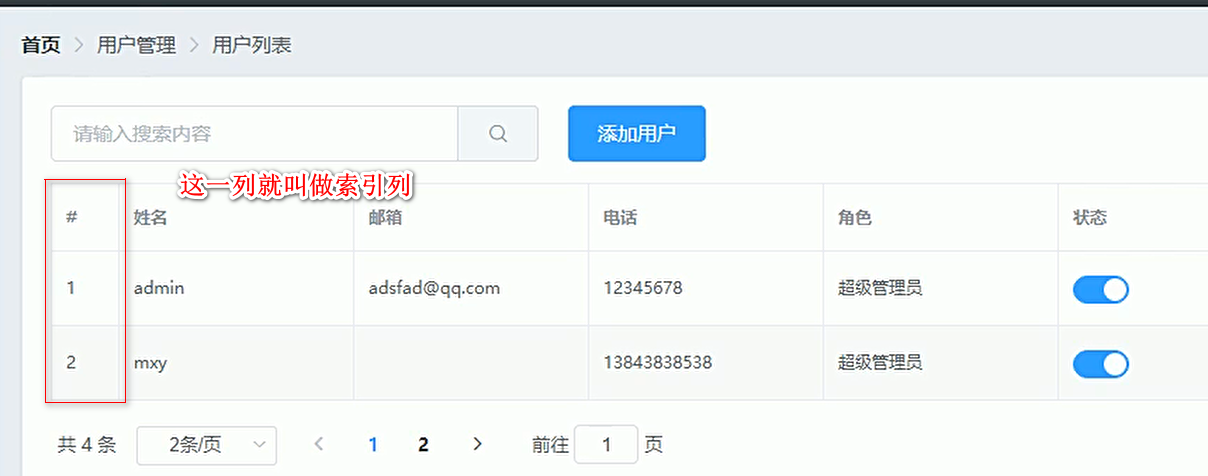 首页 > 用户管理 > 用户列表
请输入搜索内容 添加用户
这一列就叫做索引列
# 姓名 邮箱 电话 角色 状态
1 admin adsfad@qq.com 12345678 超级管理员
2 mxy 13843838538 超级管理员
共 4 条 2条/页 < 1 2 > 前往 1 页